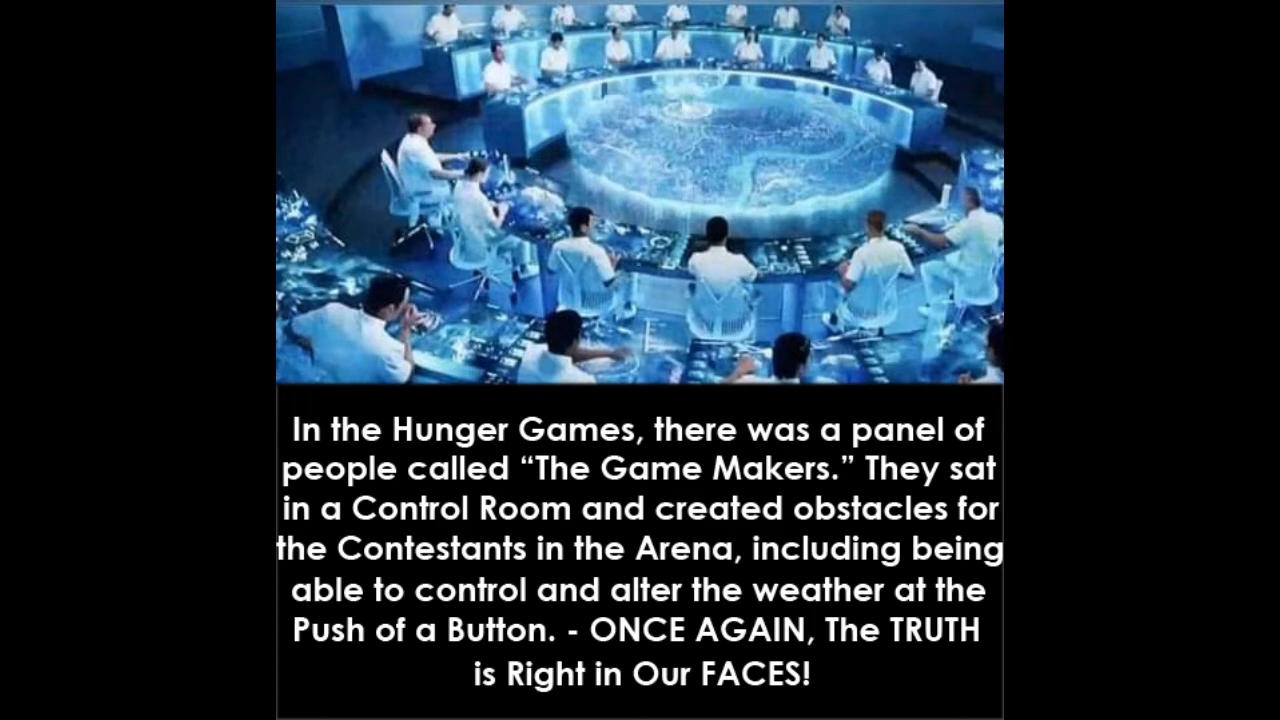 In the Hunger Games, there was a panel of
people called “The Game Makers.” They sat
in a Control Room and created obstacles for
the Contestants in the Arena, including being
able to control and alter the weather at the
Push of a Button. - ONCE AGAIN, The TRUTH
is Right in Our FACES!